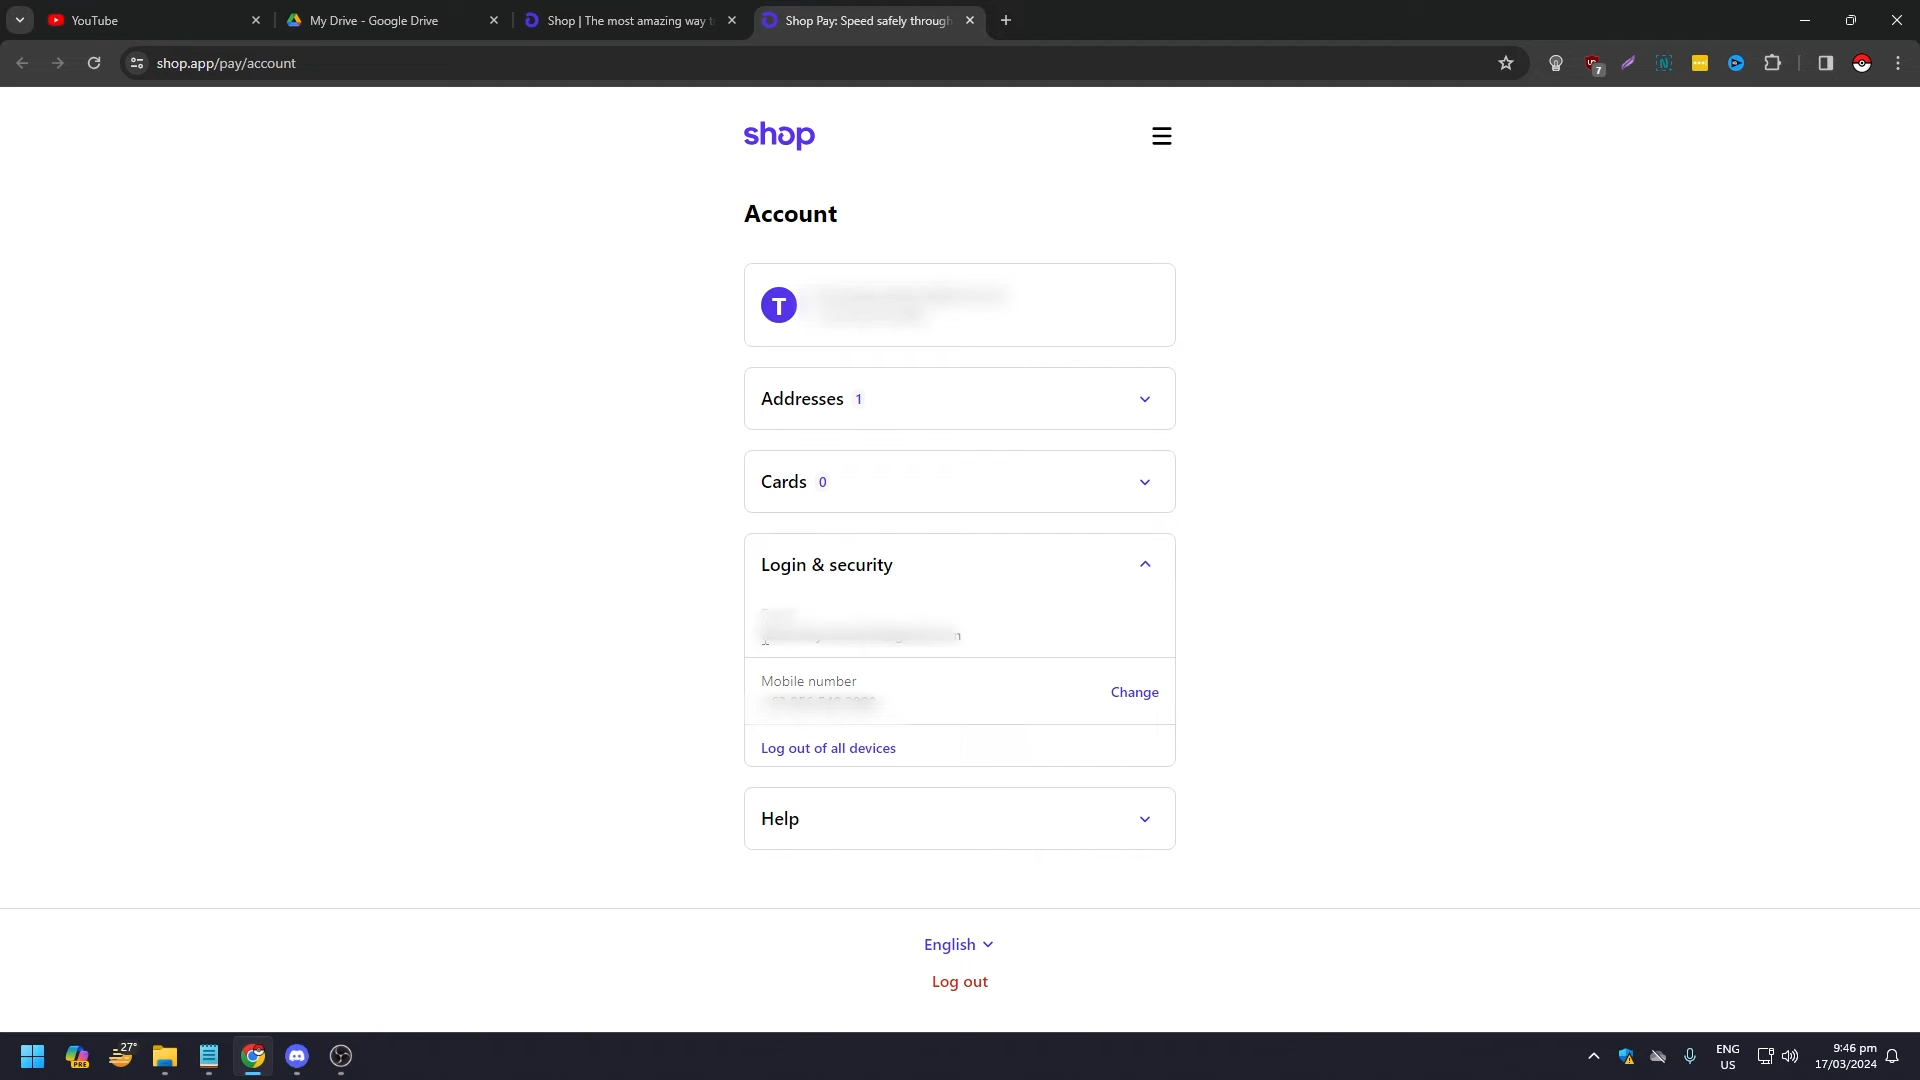 YouTube
My Drive - Google Drive
Shop | The most amazing way t
Shop Pay: Speed safely through
shop.app/pay/account
7
shop
Account
T
Addresses 1
Cards 0
Login & security
Mobile number
Change
Log out of all devices
Help
English
Log out
PRE
27°
ENG
US
9:46 pm
17/03/2024